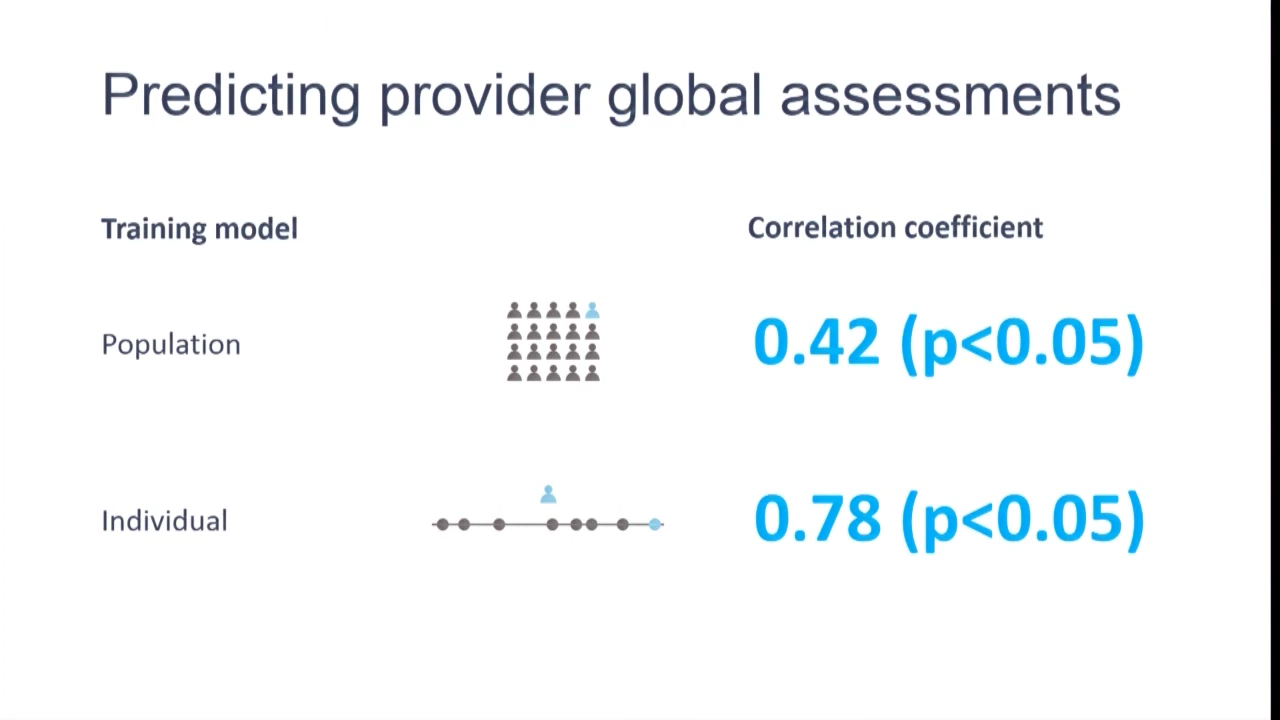 Predicting provider global assessments
Training model
Correlation coefficient
Population
0.42 (p<0.05)
Individual
0.78 (p<0.05)